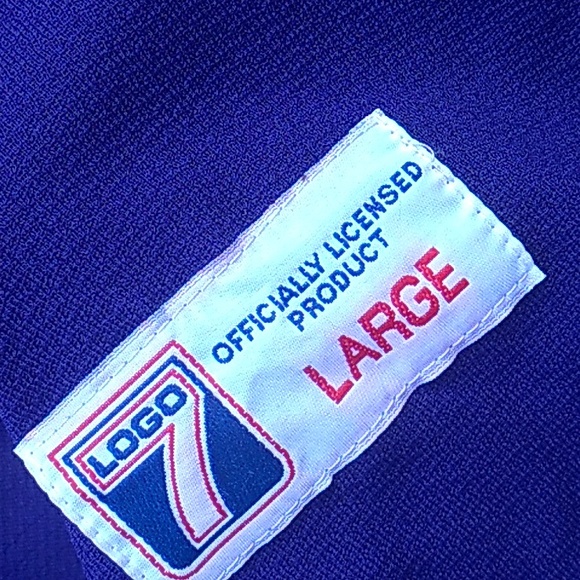 OFFICIALLY LICENSED
PRODUCT
LARGE
LOGO
7